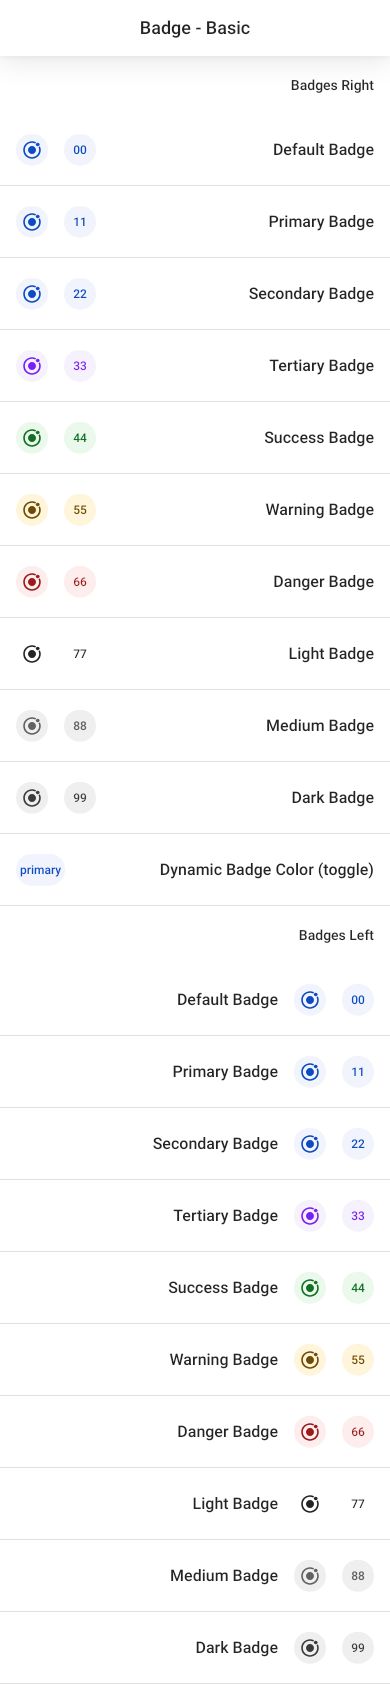 Badge - Basic
Badges Right
00 Default Badge
11 Primary Badge
22 Secondary Badge
33 Tertiary Badge
44 Success Badge
55 Warning Badge
66 Danger Badge
77 Light Badge
88 Medium Badge
99 Dark Badge
primary Dynamic Badge Color (toggle)
Badges Left
Default Badge 00
Primary Badge 11
Secondary Badge 22
Tertiary Badge 33
Success Badge 44
Warning Badge 55
Danger Badge 66
Light Badge 77
Medium Badge 88
Dark Badge 99